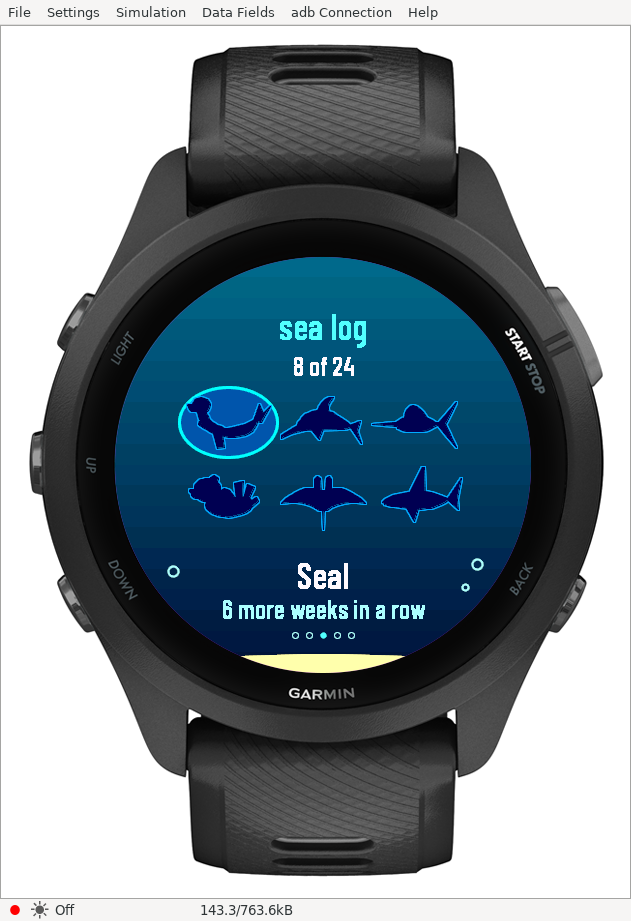 File Settings Simulation Data Fields adb Connection Help
sea log
8 of 24
LIGHT
START STOP
UP
DOWN
BACK
Seal
6 more weeks in a row
GARMIN
Off 143.3/763.6kB